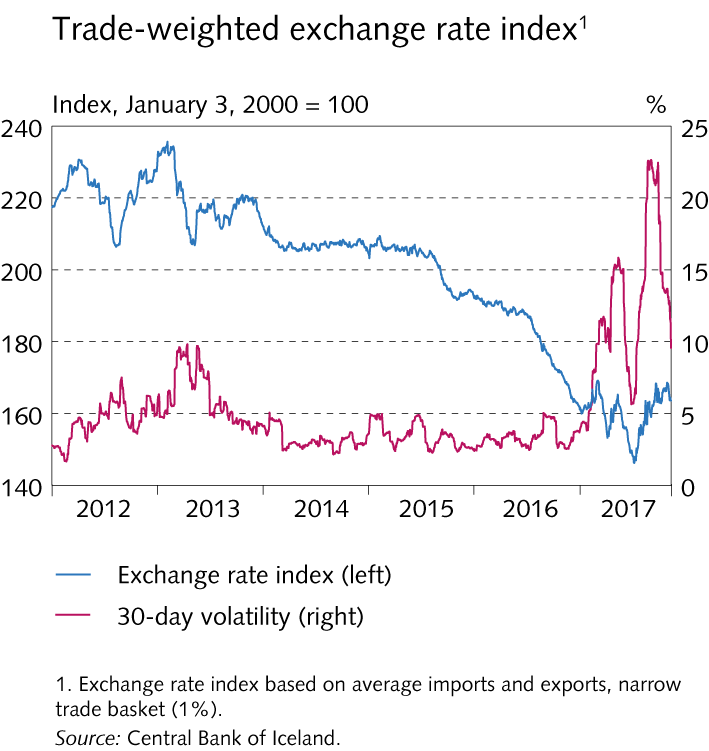 Trade-weighted exchange rate index¹
Index, January 3, 2000 = 100 %
240 25
220 20
200 15
180 10
160 5
140 0
2012 2013 2014 2015 2016 2017
Exchange rate index (left)
30-day volatility (right)
1. Exchange rate index based on average imports and exports, narrow
trade basket (1%).
Source: Central Bank of Iceland.